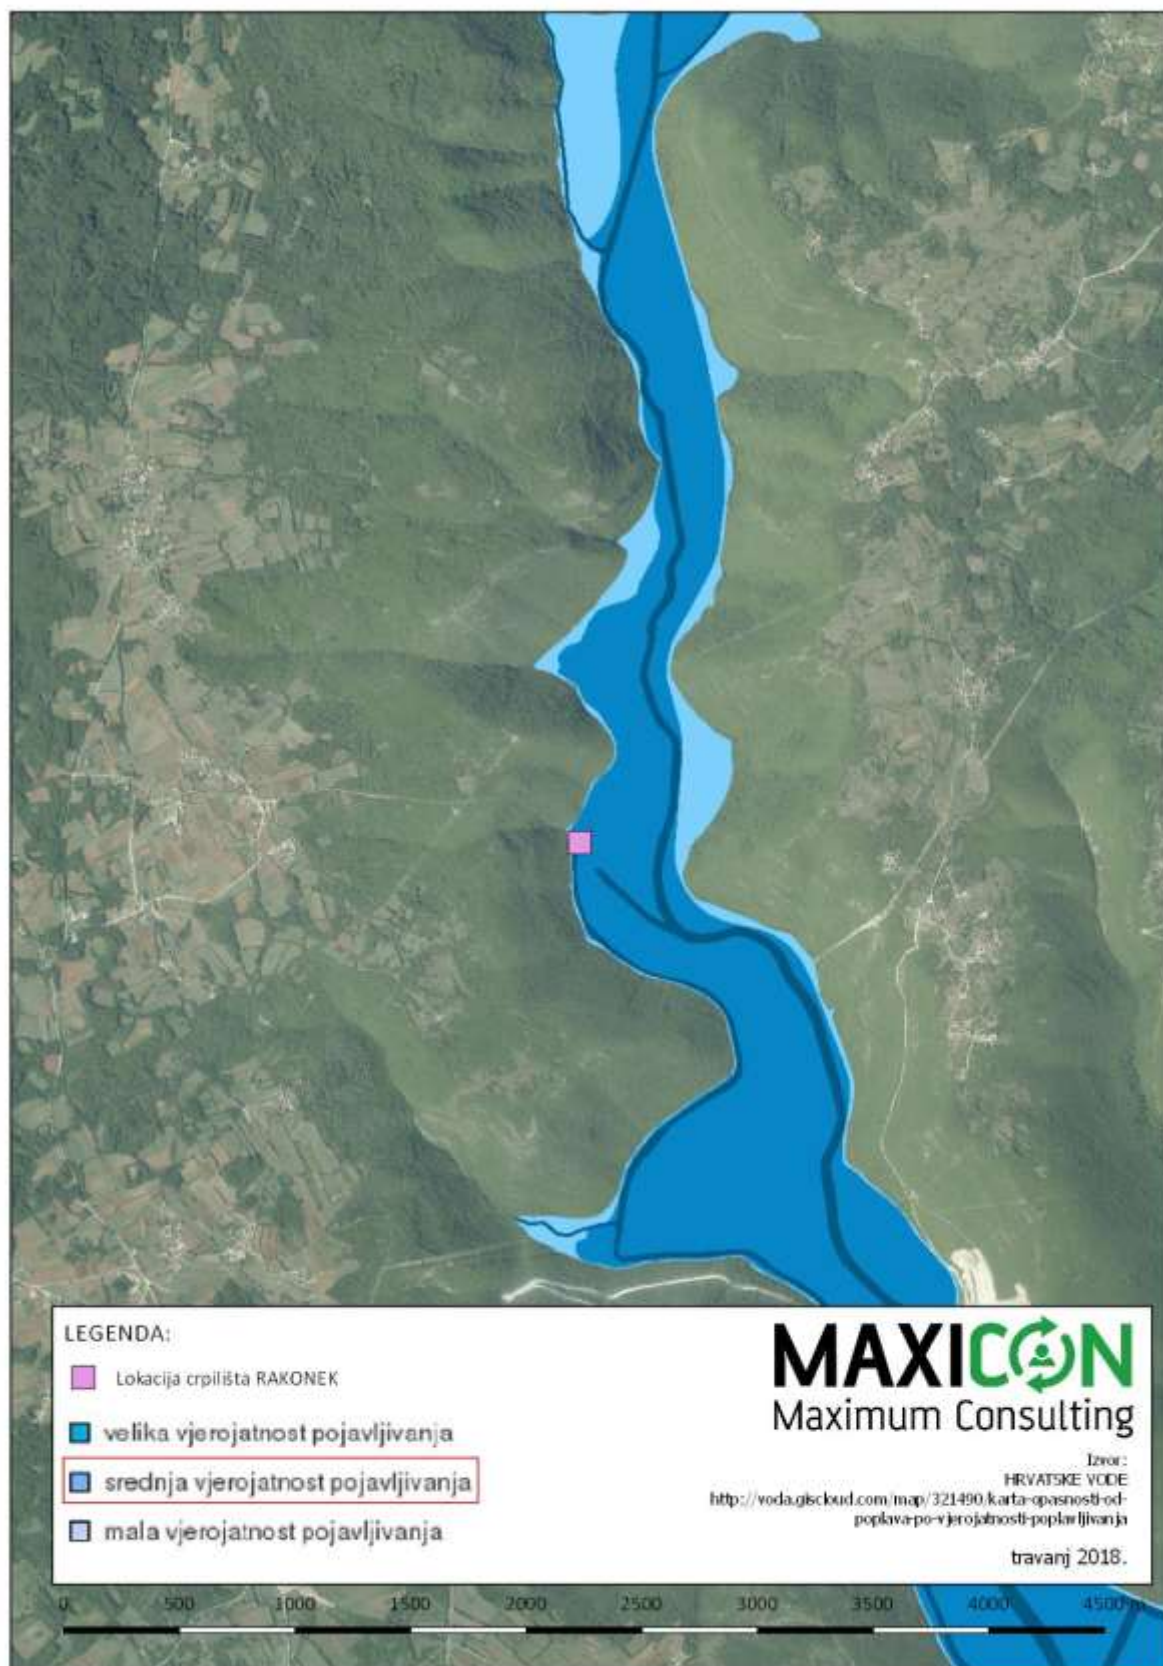 LEGENDA:
Lokacija crpilišta RAKONEK
velika vjerojatnost pojavljivanja
srednja vjerojatnost pojavljivanja
mala vjerojatnost pojavljivanja
MAXICON
Maximum Consulting
Izvor:
HRVATSKE VODE
http://voda.giscloud.com/map/321490/karta-opasnosti-od-
poplava-po-vjerojatnosti-poplavljivanja
travanj 2018.
0 500 1000 1500 2000 2500 3000 3500 4000 4500 m